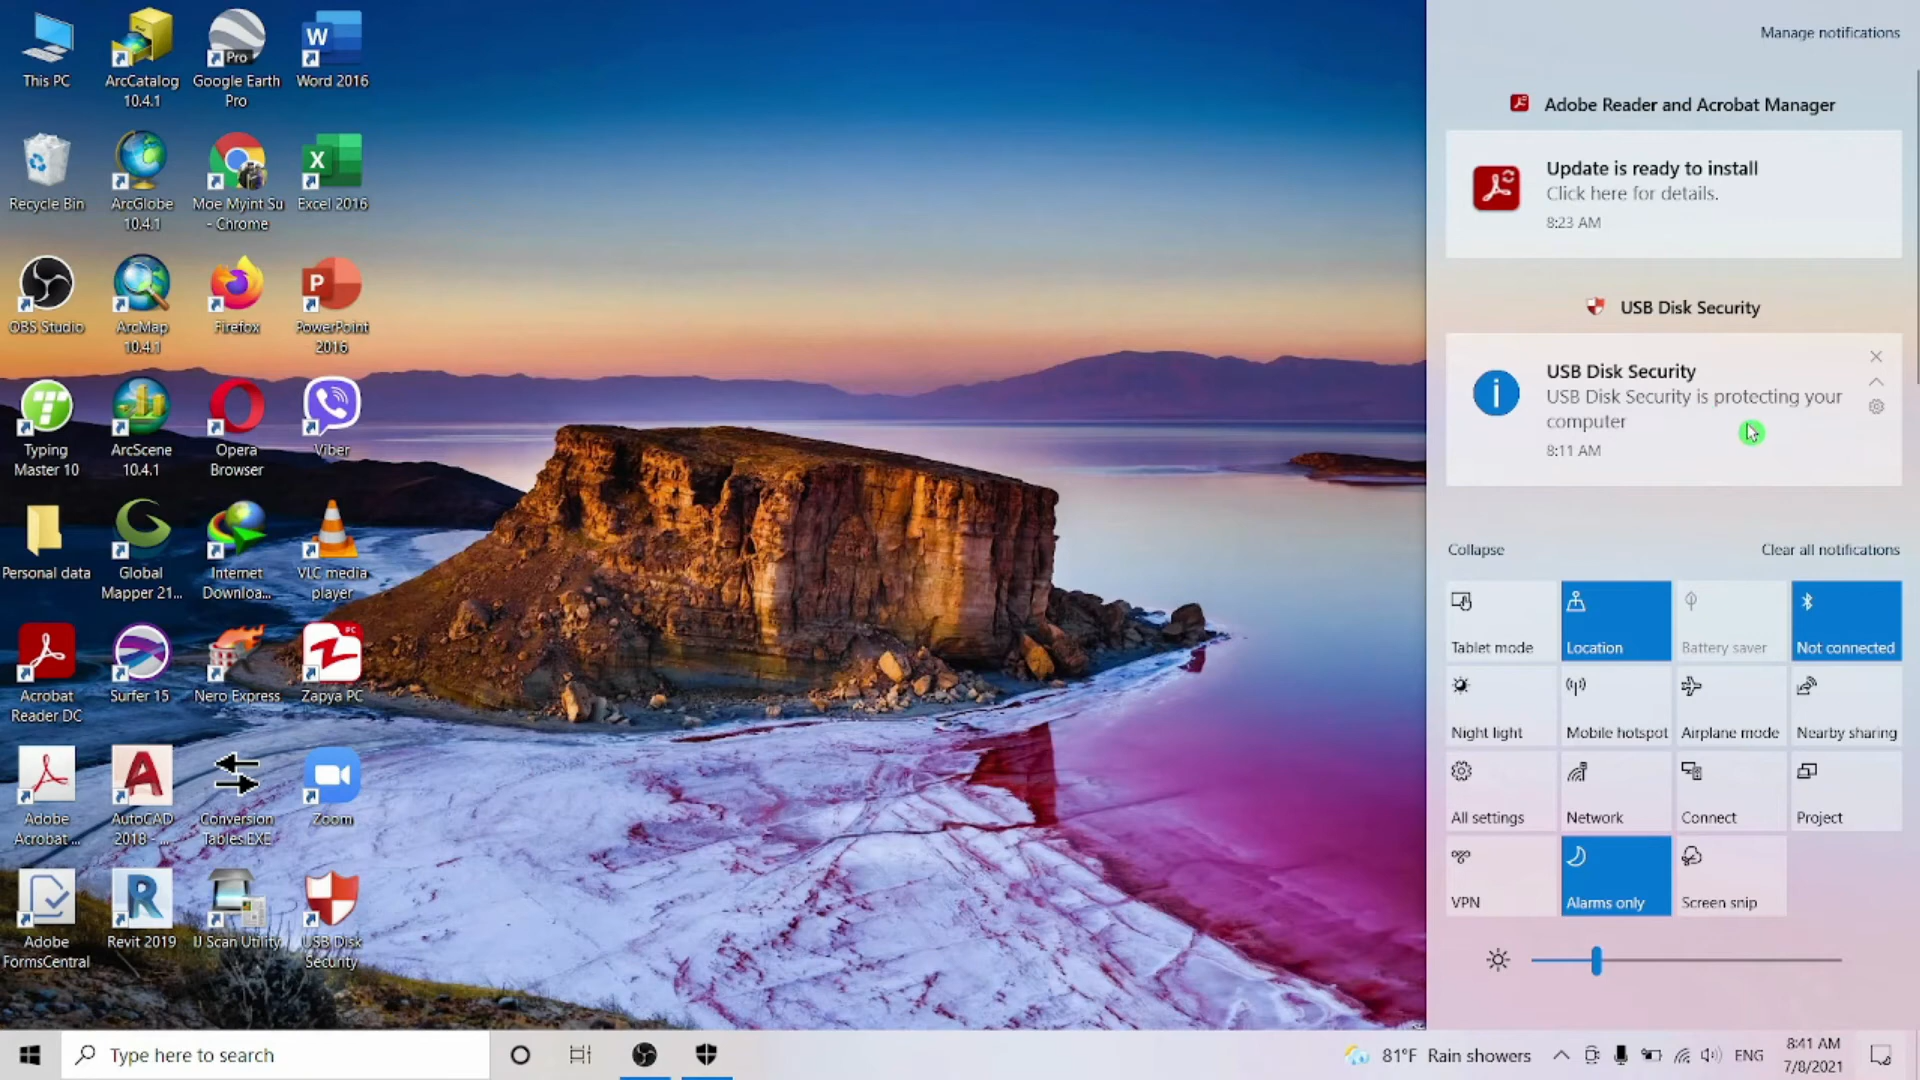 This PC
ArcCatalog
10.4.1
Google Earth
Pro
Pro
Word 2016
Recycle Bin
ArcGlobe
10.4.1
Moe Myint Su
- Chrome
Excel 2016
OBS Studio
ArcMap
10.4.1
Firefox
PowerPoint
2016
Typing
Master 10
ArcScene
10.4.1
Opera
Browser
Viber
Personal data
Global
Mapper 21...
Internet
Downloa...
VLC media
player
Acrobat
Reader DC
Surfer 15
Nero Express
PC
Zapya PC
Adobe
Acrobat ...
AutoCAD
2018 - ...
Conversion
Tables.EXE
Zoom
Adobe
FormsCentral
Revit 2019
IJ Scan Utility
USB Disk
Security
Manage notifications
Adobe Reader and Acrobat Manager
Update is ready to install
Click here for details.
8:23 AM
USB Disk Security
USB Disk Security
USB Disk Security is protecting your
computer
8:11 AM
Collapse
Clear all notifications
Tablet mode
Location
Battery saver
Not connected
Night light
Mobile hotspot
Airplane mode
Nearby sharing
All settings
Network
Connect
Project
VPN
Alarms only
Screen snip
Type here to search
81°F Rain showers
ENG
8:41 AM
7/8/2021